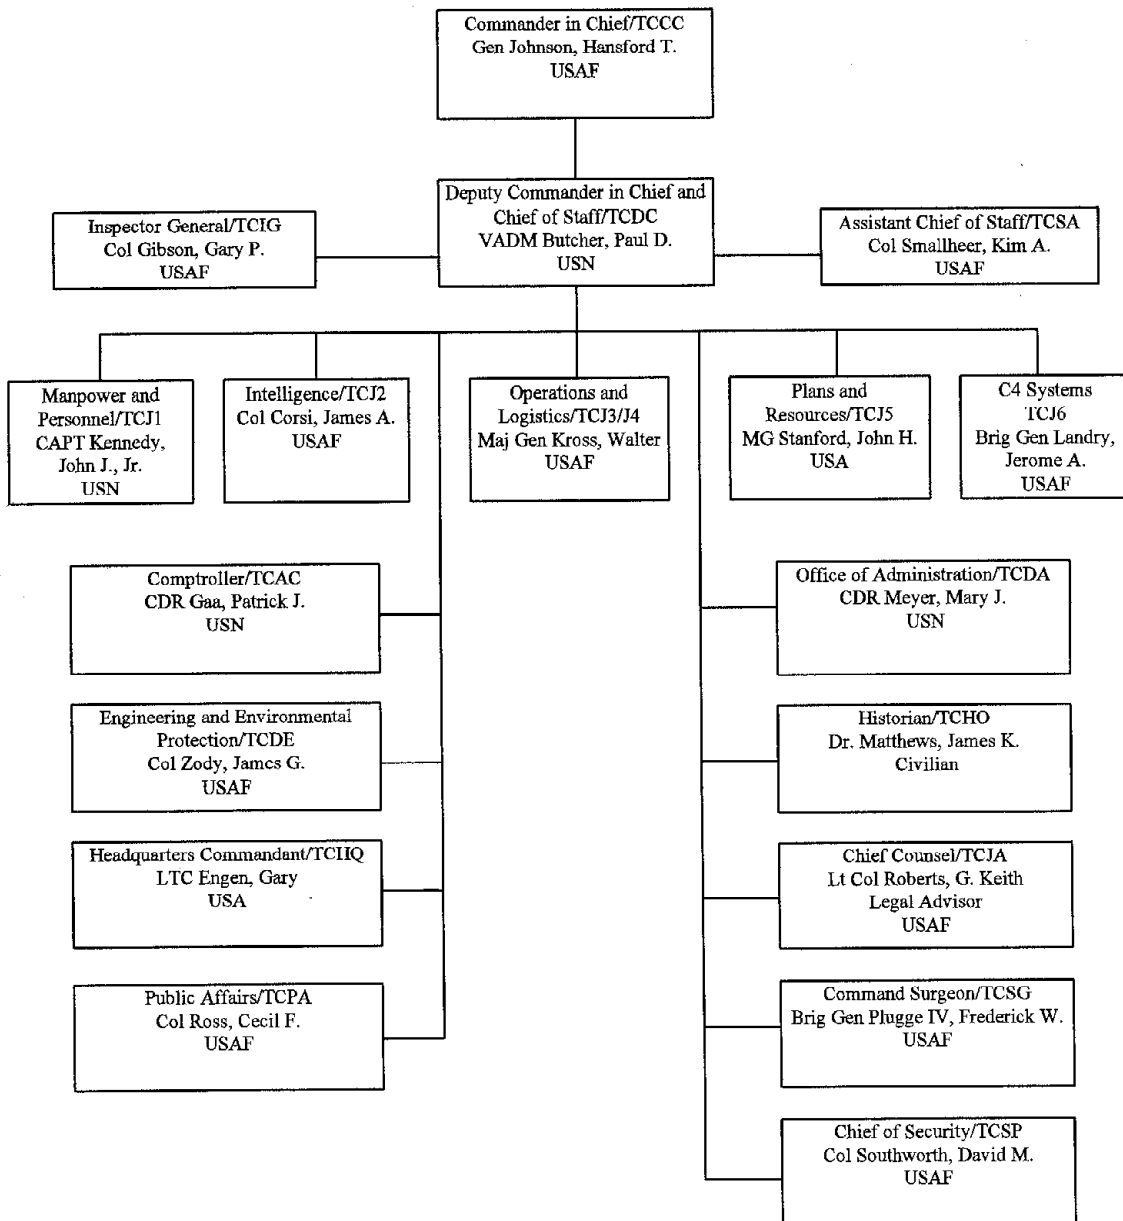 Commander in Chief/TCCC
Gen Johnson, Hansford T.
USAF
Deputy Commander in Chief and
Chief of Staff/TCDC
VADM Butcher, Paul D.
USN
Inspector General/TCIG
Col Gibson, Gary P.
USAF
Assistant Chief of Staff/TCSA
Col Smallheer, Kim A.
USAF
Manpower and
Personnel/TCJ1
CAPT Kennedy,
John J., Jr.
USN
Intelligence/TCJ2
Col Corsi, James A.
USAF
Operations and
Logistics/TCJ3/J4
Maj Gen Kross, Walter
USAF
Plans and
Resources/TCJ5
MG Stanford, John H.
USA
C4 Systems
TCJ6
Brig Gen Landry,
Jerome A.
USAF
Comptroller/TCAC
CDR Gaa, Patrick J.
USN
Engineering and Environmental
Protection/TCDE
Col Zody, James G.
USAF
Headquarters Commandant/TCHQ
LTC Engen, Gary
USA
Public Affairs/TCPA
Col Ross, Cecil F.
USAF
Office of Administration/TCDA
CDR Meyer, Mary J.
USN
Historian/TCHO
Dr. Matthews, James K.
Civilian
Chief Counsel/TCJA
Lt Col Roberts, G. Keith
Legal Advisor
USAF
Command Surgeon/TCSG
Brig Gen Plugge IV, Frederick W.
USAF
Chief of Security/TCSP
Col Southworth, David M.
USAF